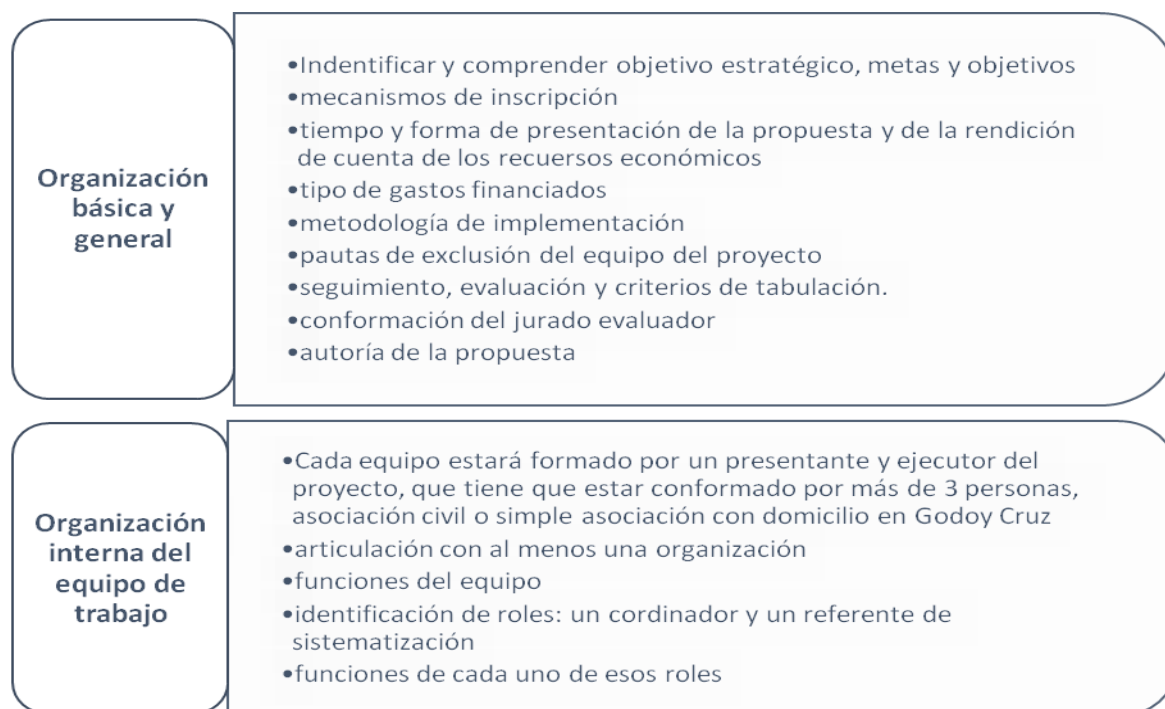 Organización
básica y
general
•Indentificar y comprender objetivo estratégico, metas y objetivos
•mecanismos de inscripción
•tiempo y forma de presentación de la propuesta y de la rendición
de cuenta de los recuersos económicos
•tipo de gastos financiados
•metodología de implementación
•pautas de exclusión del equipo del proyecto
•seguimiento, evaluación y criterios de tabulación.
•conformación del jurado evaluador
•autoría de la propuesta
Organización
interna del
equipo de
trabajo
•Cada equipo estará formado por un presentante y ejecutor del
proyecto, que tiene que estar conformado por más de 3 personas,
asociación civil o simple asociación con domicilio en Godoy Cruz
•articulación con al menos una organización
•funciones del equipo
•identificación de roles: un cordinador y un referente de
sistematización
•funciones de cada uno de esos roles